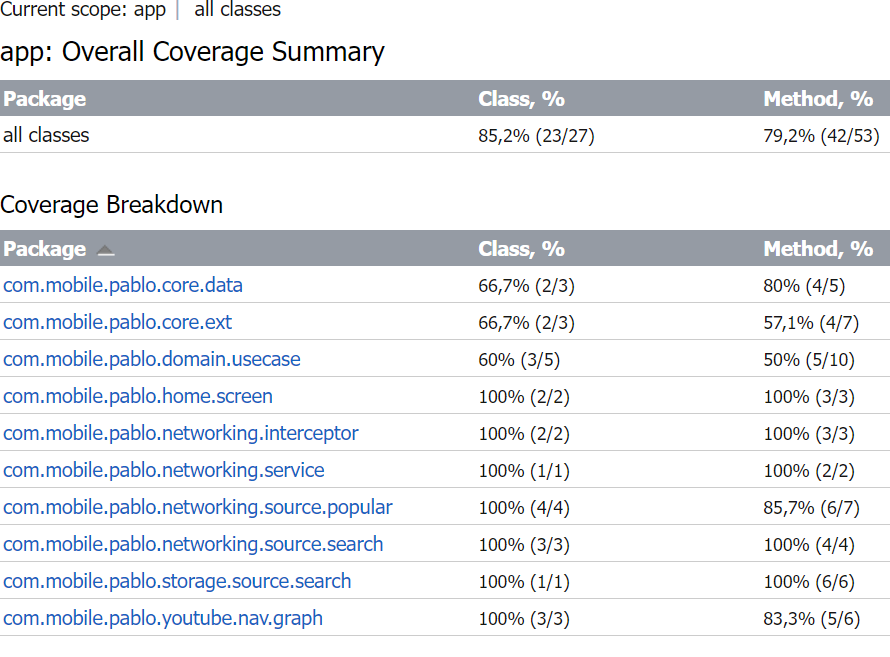 Current scope: app | all classes
app: Overall Coverage Summary
Package Class, % Method, %
all classes 85,2% (23/27) 79,2% (42/53)
Coverage Breakdown
Package Class, % Method, %
com.mobile.pablo.core.data 66,7% (2/3) 80% (4/5)
com.mobile.pablo.core.ext 66,7% (2/3) 57,1% (4/7)
com.mobile.pablo.domain.usecase 60% (3/5) 50% (5/10)
com.mobile.pablo.home.screen 100% (2/2) 100% (3/3)
com.mobile.pablo.networking.interceptor 100% (2/2) 100% (3/3)
com.mobile.pablo.networking.service 100% (1/1) 100% (2/2)
com.mobile.pablo.networking.source.popular 100% (4/4) 85,7% (6/7)
com.mobile.pablo.networking.source.search 100% (3/3) 100% (4/4)
com.mobile.pablo.storage.source.search 100% (1/1) 100% (6/6)
com.mobile.pablo.youtube.nav.graph 100% (3/3) 83,3% (5/6)